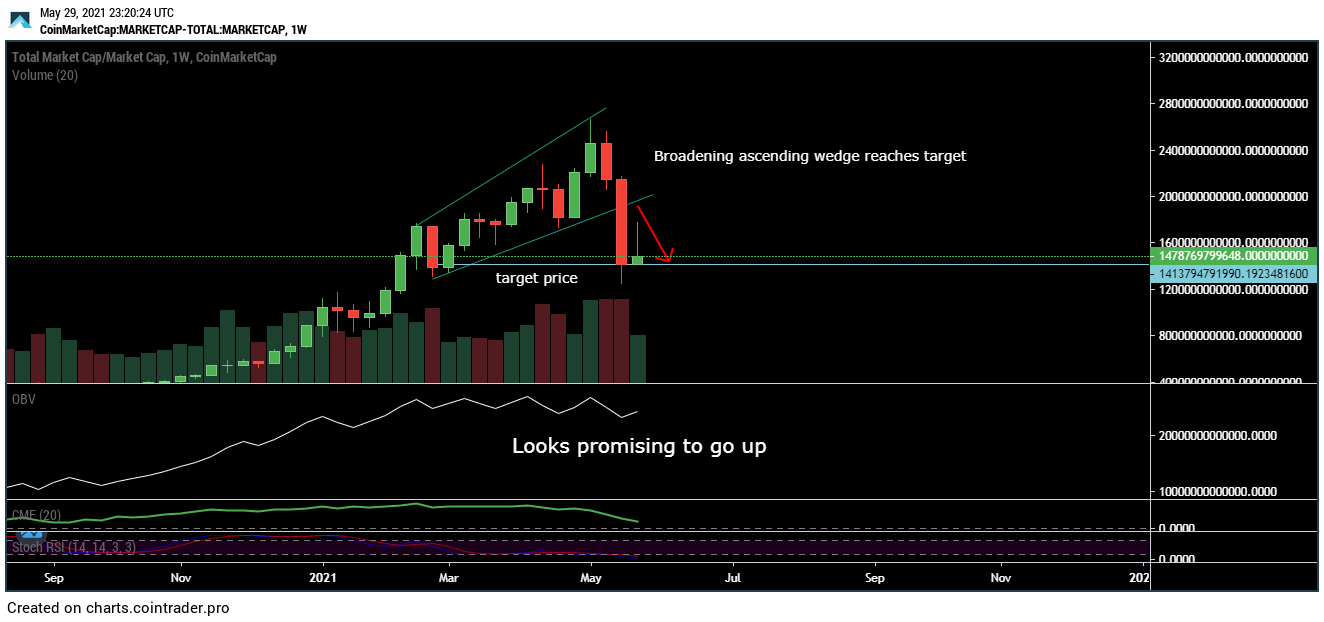 May 29, 2021 23:20:24 UTC
CoinMarketCap:MARKETCAP-TOTAL:MARKETCAP, 1W
Total Market Cap/Market Cap, 1W, CoinMarketCap
Volume (20)
3200000000000.0000000000
2800000000000.0000000000
2400000000000.0000000000
2000000000000.0000000000
1600000000000.0000000000
1478769799648.0000000000
1413794791990.1923481600
1200000000000.0000000000
800000000000.0000000000
400000000000.0000000000
Broadening ascending wedge reaches target
target price
OBV
Looks promising to go up
20000000000000.0000
10000000000000.0000
CMF (20)
0.0000
Stoch RSI (14, 14, 3, 3)
0.0000
Sep Nov 2021 Mar May Jul Sep Nov 202
Created on charts.cointrader.pro